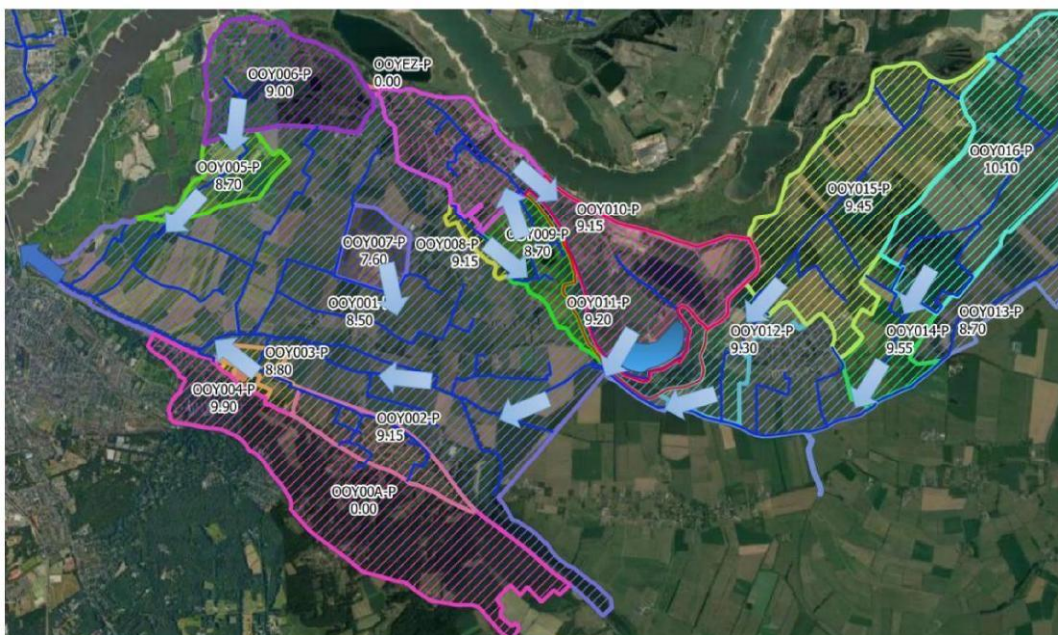 OOY006-P
9.00
OOYEZ-P
0.00
OOY005-P
8.70
OOY016-P
10.10
OOY015-P
9.45
OOY010-P
9.15
OOY007-P
7.60
OOY008-P
9.15
OOY009-P
8.70
OOY001-
8.50
OOY011-P
9.20
OOY012-P
9.30
OOY013-P
8.70
OOY014-P
9.55
OOY003-P
8.80
OOY004-P
9.90
OOY002-P
9.15
OOY00A-P
0.00